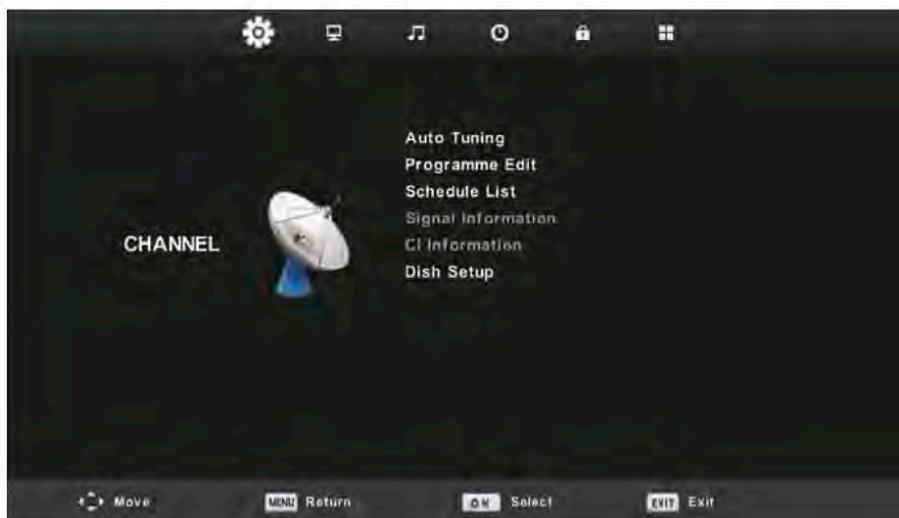 Auto Tuning
Programme Edit
Schedule List
Signal Information
CI Information
CHANNEL
Dish Setup
Move MENU Return OK Select EXIT Exit